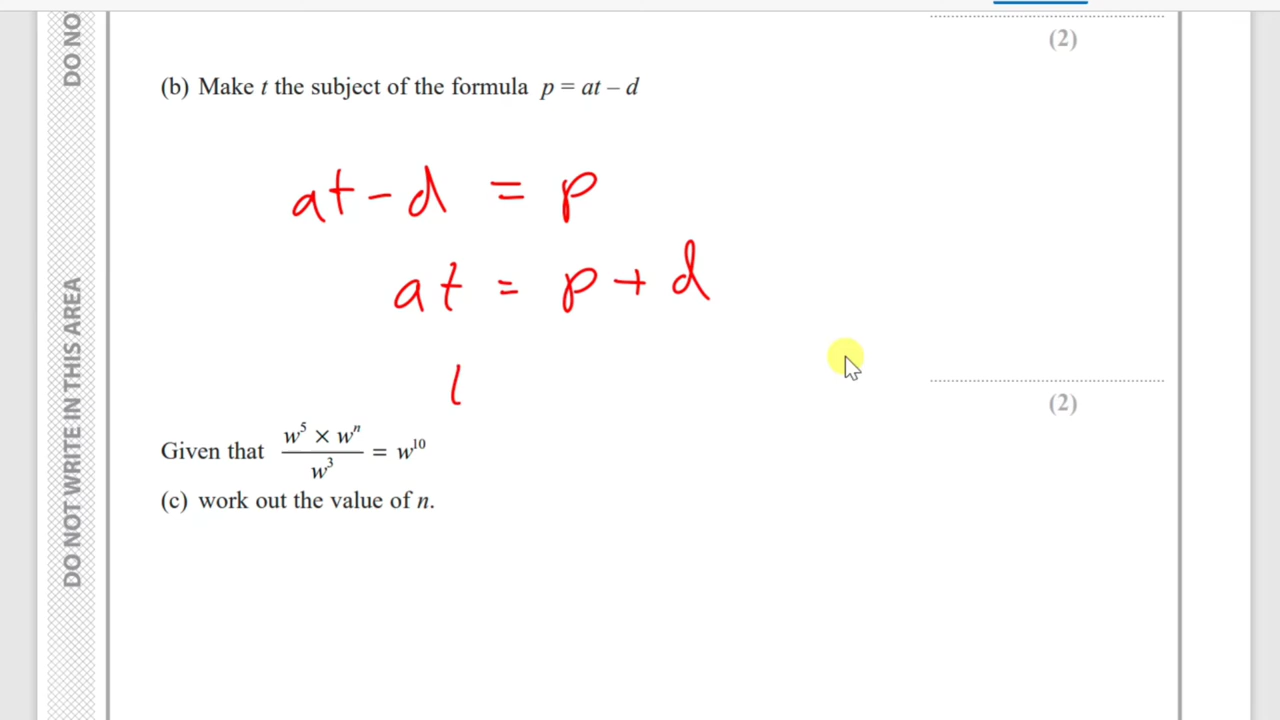 DO NO
(2)
(b) Make t the subject of the formula p = at – d
at - d = p
at = p + d
(2)
Given that w⁵ × wⁿ / w³ = w¹⁰
(c) work out the value of n.
DO NOT WRITE IN THIS AREA